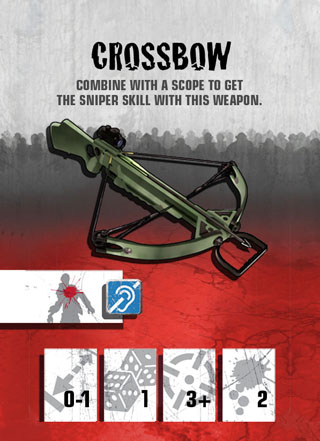 CROSSBOW
COMBINE WITH A SCOPE TO GET
THE SNIPER SKILL WITH THIS WEAPON.
0-1 1 3+ 2